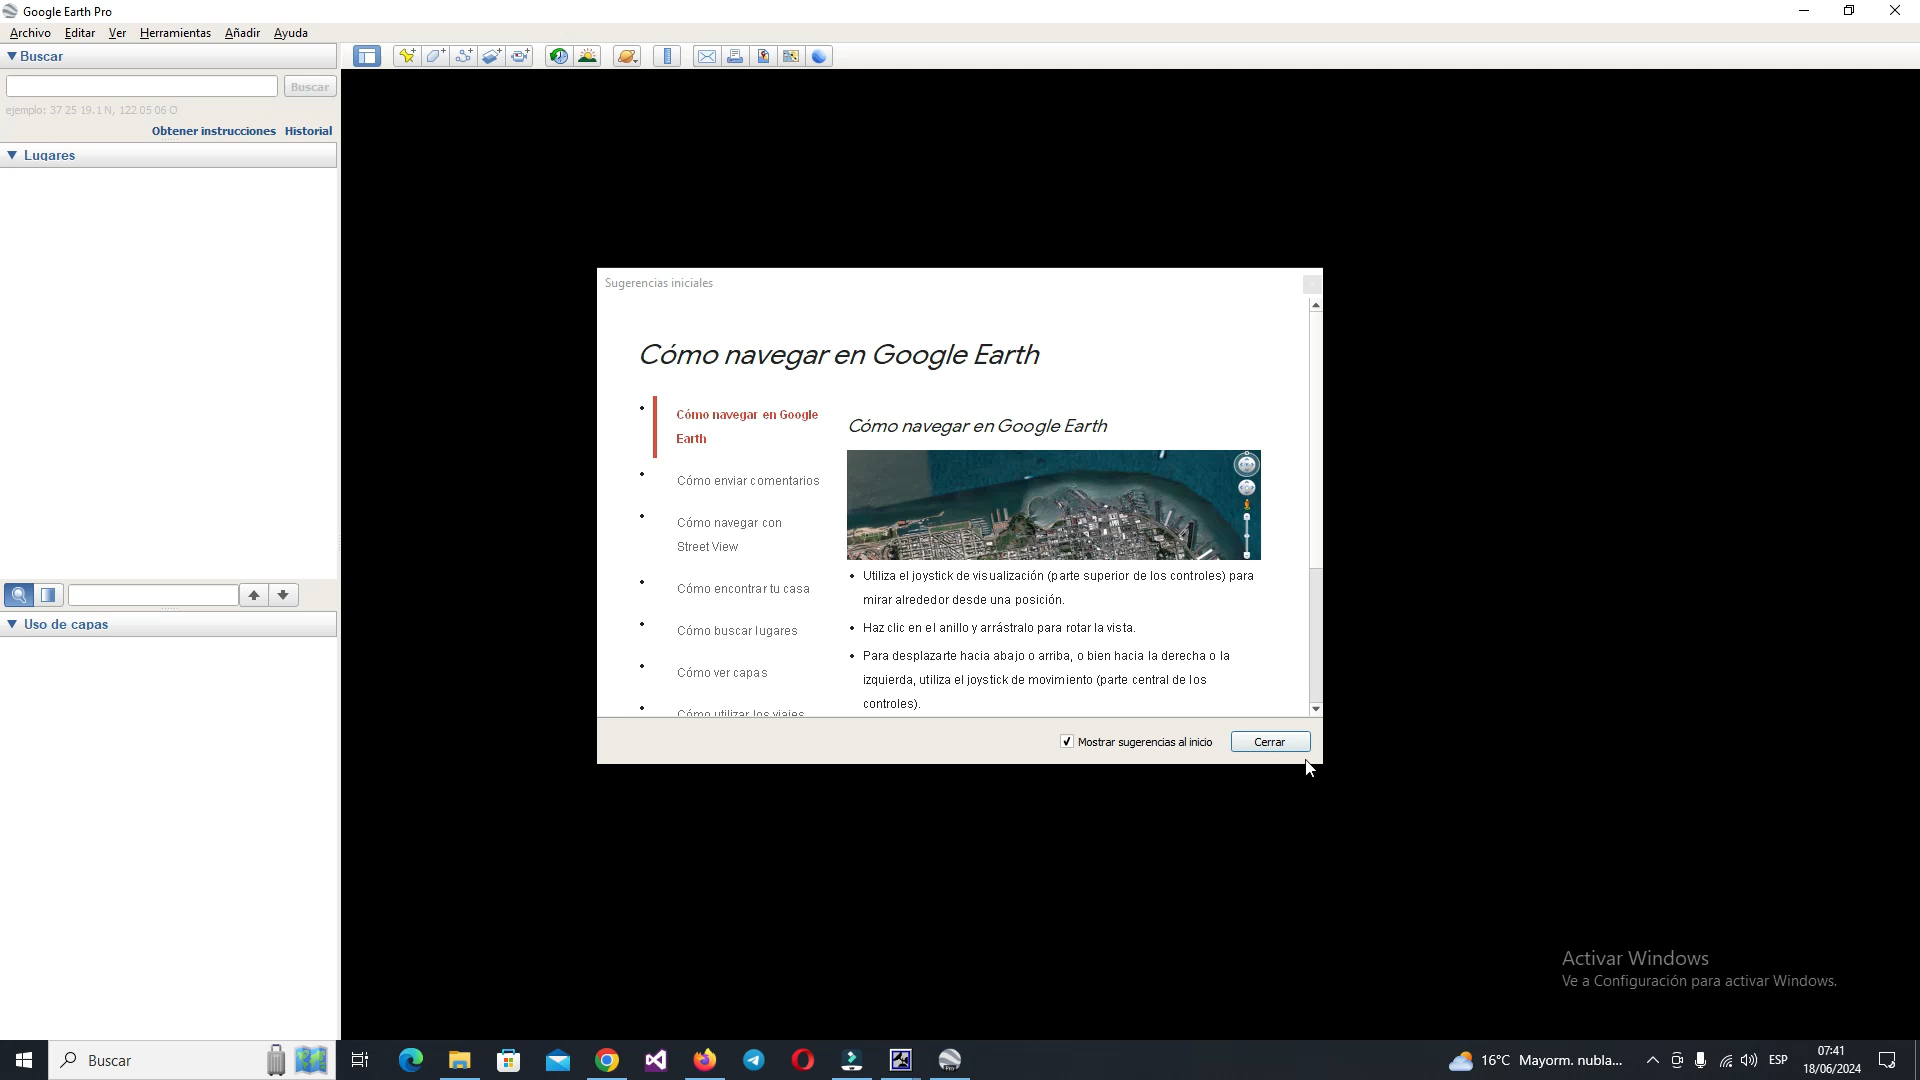 Google Earth Pro
Archivo Editar Ver Herramientas Añadir Ayuda
Buscar
Buscar
ejemplo: 37 25 19.1 N, 122 05 06 O
Obtener instrucciones Historial
Lugares
Uso de capas
Sugerencias iniciales
Cómo navegar en Google Earth
Cómo navegar en Google
Earth
Cómo enviar comentarios
Cómo navegar con
Street View
Cómo encontrar tu casa
Cómo buscar lugares
Cómo ver capas
Cómo utilizar los viajes
Cómo navegar en Google Earth
• Utiliza el joystick de visualización (parte superior de los controles) para
mirar alrededor desde una posición.
• Haz clic en el anillo y arrástralo para rotar la vista.
• Para desplazarte hacia abajo o arriba, o bien hacia la derecha o la
izquierda, utiliza el joystick de movimiento (parte central de los
controles).
Mostrar sugerencias al inicio
Cerrar
Activar Windows
Ve a Configuración para activar Windows.
Buscar
16°C Mayorm. nubla...
ESP
07:41
18/06/2024